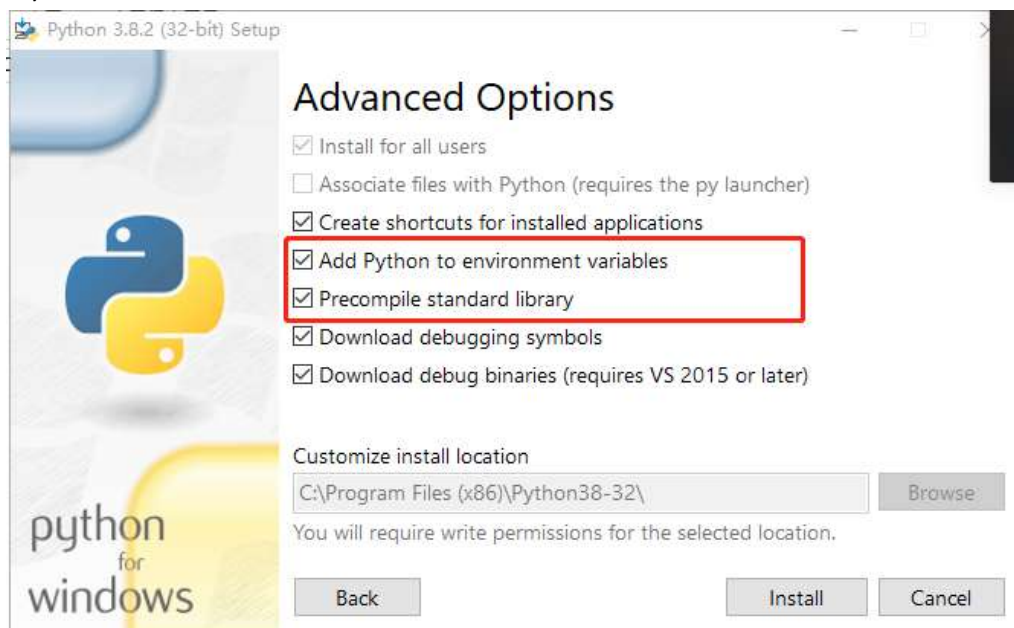 Python 3.8.2 (32-bit) Setup
Advanced Options
Install for all users
Associate files with Python (requires the py launcher)
Create shortcuts for installed applications
Add Python to environment variables
Precompile standard library
Download debugging symbols
Download debug binaries (requires VS 2015 or later)
Customize install location
C:\Program Files (x86)\Python38-32\
Browse
You will require write permissions for the selected location.
python
for
windows
Back
Install
Cancel